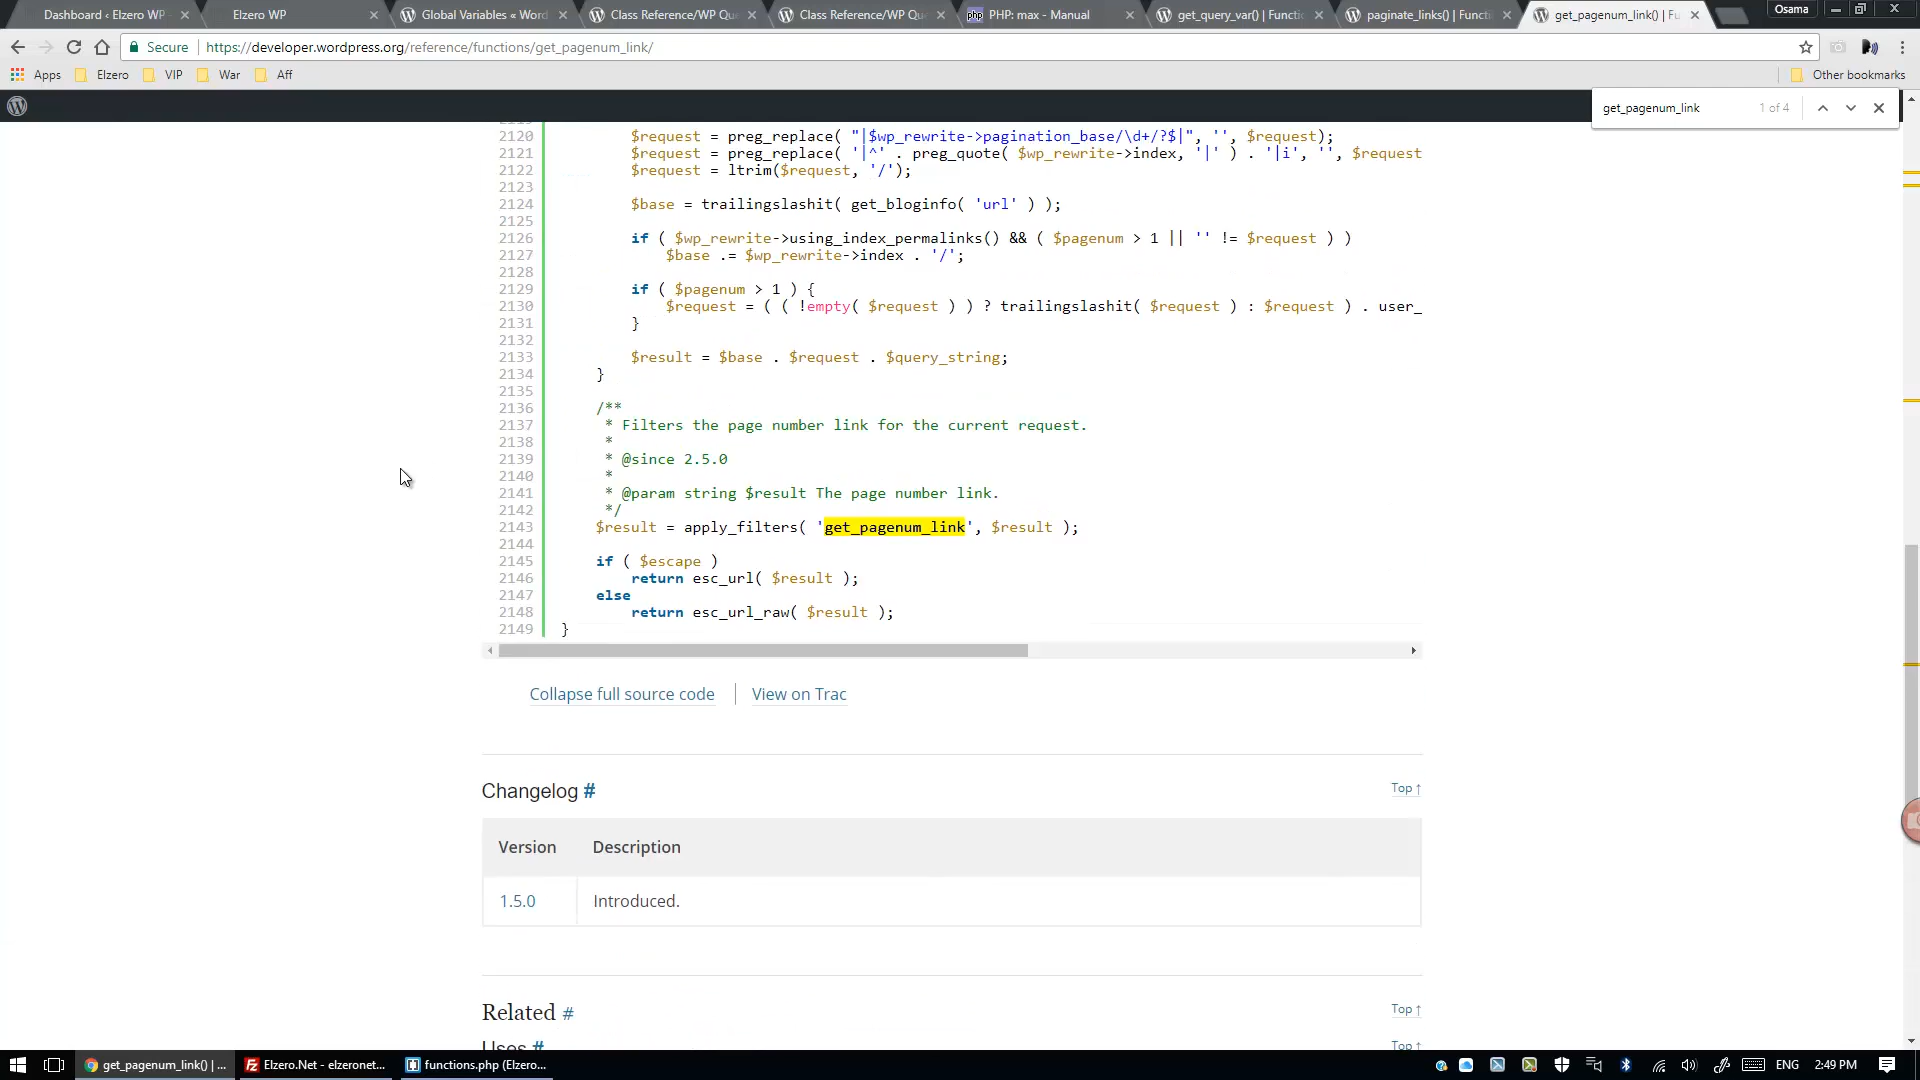 Dashboard ‹ Elzero WP
Elzero WP
Global Variables « Word
Class Reference/WP Qu
Class Reference/WP Qu
php PHP: max - Manual
get_query_var() | Functi
paginate_links() | Functi
get_pagenum_link() | Fu
Osama
Secure https://developer.wordpress.org/reference/functions/get_pagenum_link/
Apps Elzero VIP War Aff Other bookmarks
get_pagenum_link 1 of 4
2120 $request = preg_replace( "|$wp_rewrite->pagination_base/\d+/?$|", '', $request);
2121 $request = preg_replace( '|^' . preg_quote( $wp_rewrite->index, '|' ) . '|i', '', $request
2122 $request = ltrim($request, '/');
2123
2124 $base = trailingslashit( get_bloginfo( 'url' ) );
2125
2126 if ( $wp_rewrite->using_index_permalinks() && ( $pagenum > 1 || '' != $request ) )
2127 $base .= $wp_rewrite->index . '/';
2128
2129 if ( $pagenum > 1 ) {
2130 $request = ( ( !empty( $request ) ) ? trailingslashit( $request ) : $request ) . user_
2131 }
2132
2133 $result = $base . $request . $query_string;
2134 }
2135
2136 /**
2137 * Filters the page number link for the current request.
2138 *
2139 * @since 2.5.0
2140 *
2141 * @param string $result The page number link.
2142 */
2143 $result = apply_filters( 'get_pagenum_link', $result );
2144
2145 if ( $escape )
2146 return esc_url( $result );
2147 else
2148 return esc_url_raw( $result );
2149 }
Collapse full source code View on Trac
Changelog # Top ↑
Version Description
1.5.0 Introduced.
Related # Top ↑
Uses # Top ↑
get_pagenum_link() | ... Elzero.Net - elzeronet... functions.php (Elzero... ENG 2:49 PM